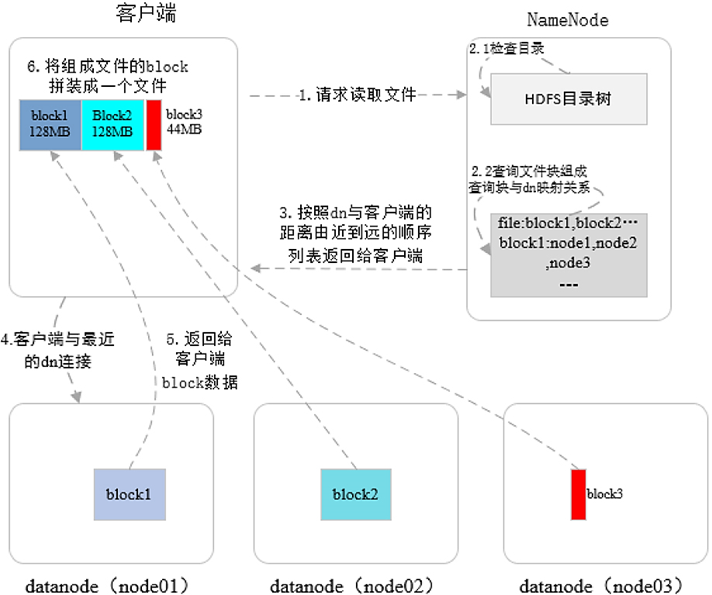 客户端
NameNode
6. 将组成文件的block
拼装成一个文件
block1
128MB
Block2
128MB
block3
44MB
1. 请求读取文件
2.1检查目录
HDFS目录树
2.2查询文件块组成
查询块与dn映射关系
file:block1,block2…
block1:node1,node2
,node3
---
3. 按照dn与客户端的
距离由近到远的顺序
列表返回给客户端
4.客户端与最近
的dn连接
5. 返回给
客户端
block数据
block1
block2
block3
datanode（node01）
datanode（node02）
datanode（node03）